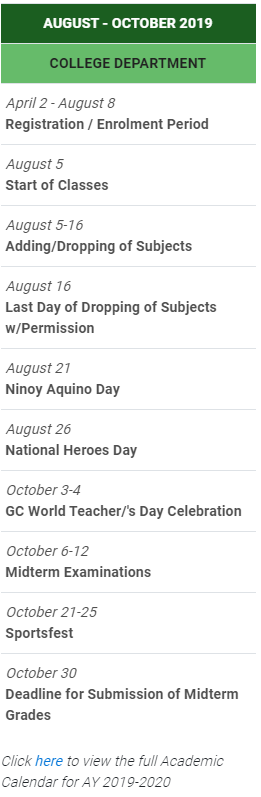 AUGUST - OCTOBER 2019
COLLEGE DEPARTMENT
April 2 - August 8
Registration / Enrolment Period
August 5
Start of Classes
August 5-16
Adding/Dropping of Subjects
August 16
Last Day of Dropping of Subjects
w/Permission
August 21
Ninoy Aquino Day
August 26
National Heroes Day
October 3-4
GC World Teacher/'s Day Celebration
October 6-12
Midterm Examinations
October 21-25
Sportsfest
October 30
Deadline for Submission of Midterm
Grades
Click here to view the full Academic
Calendar for AY 2019-2020